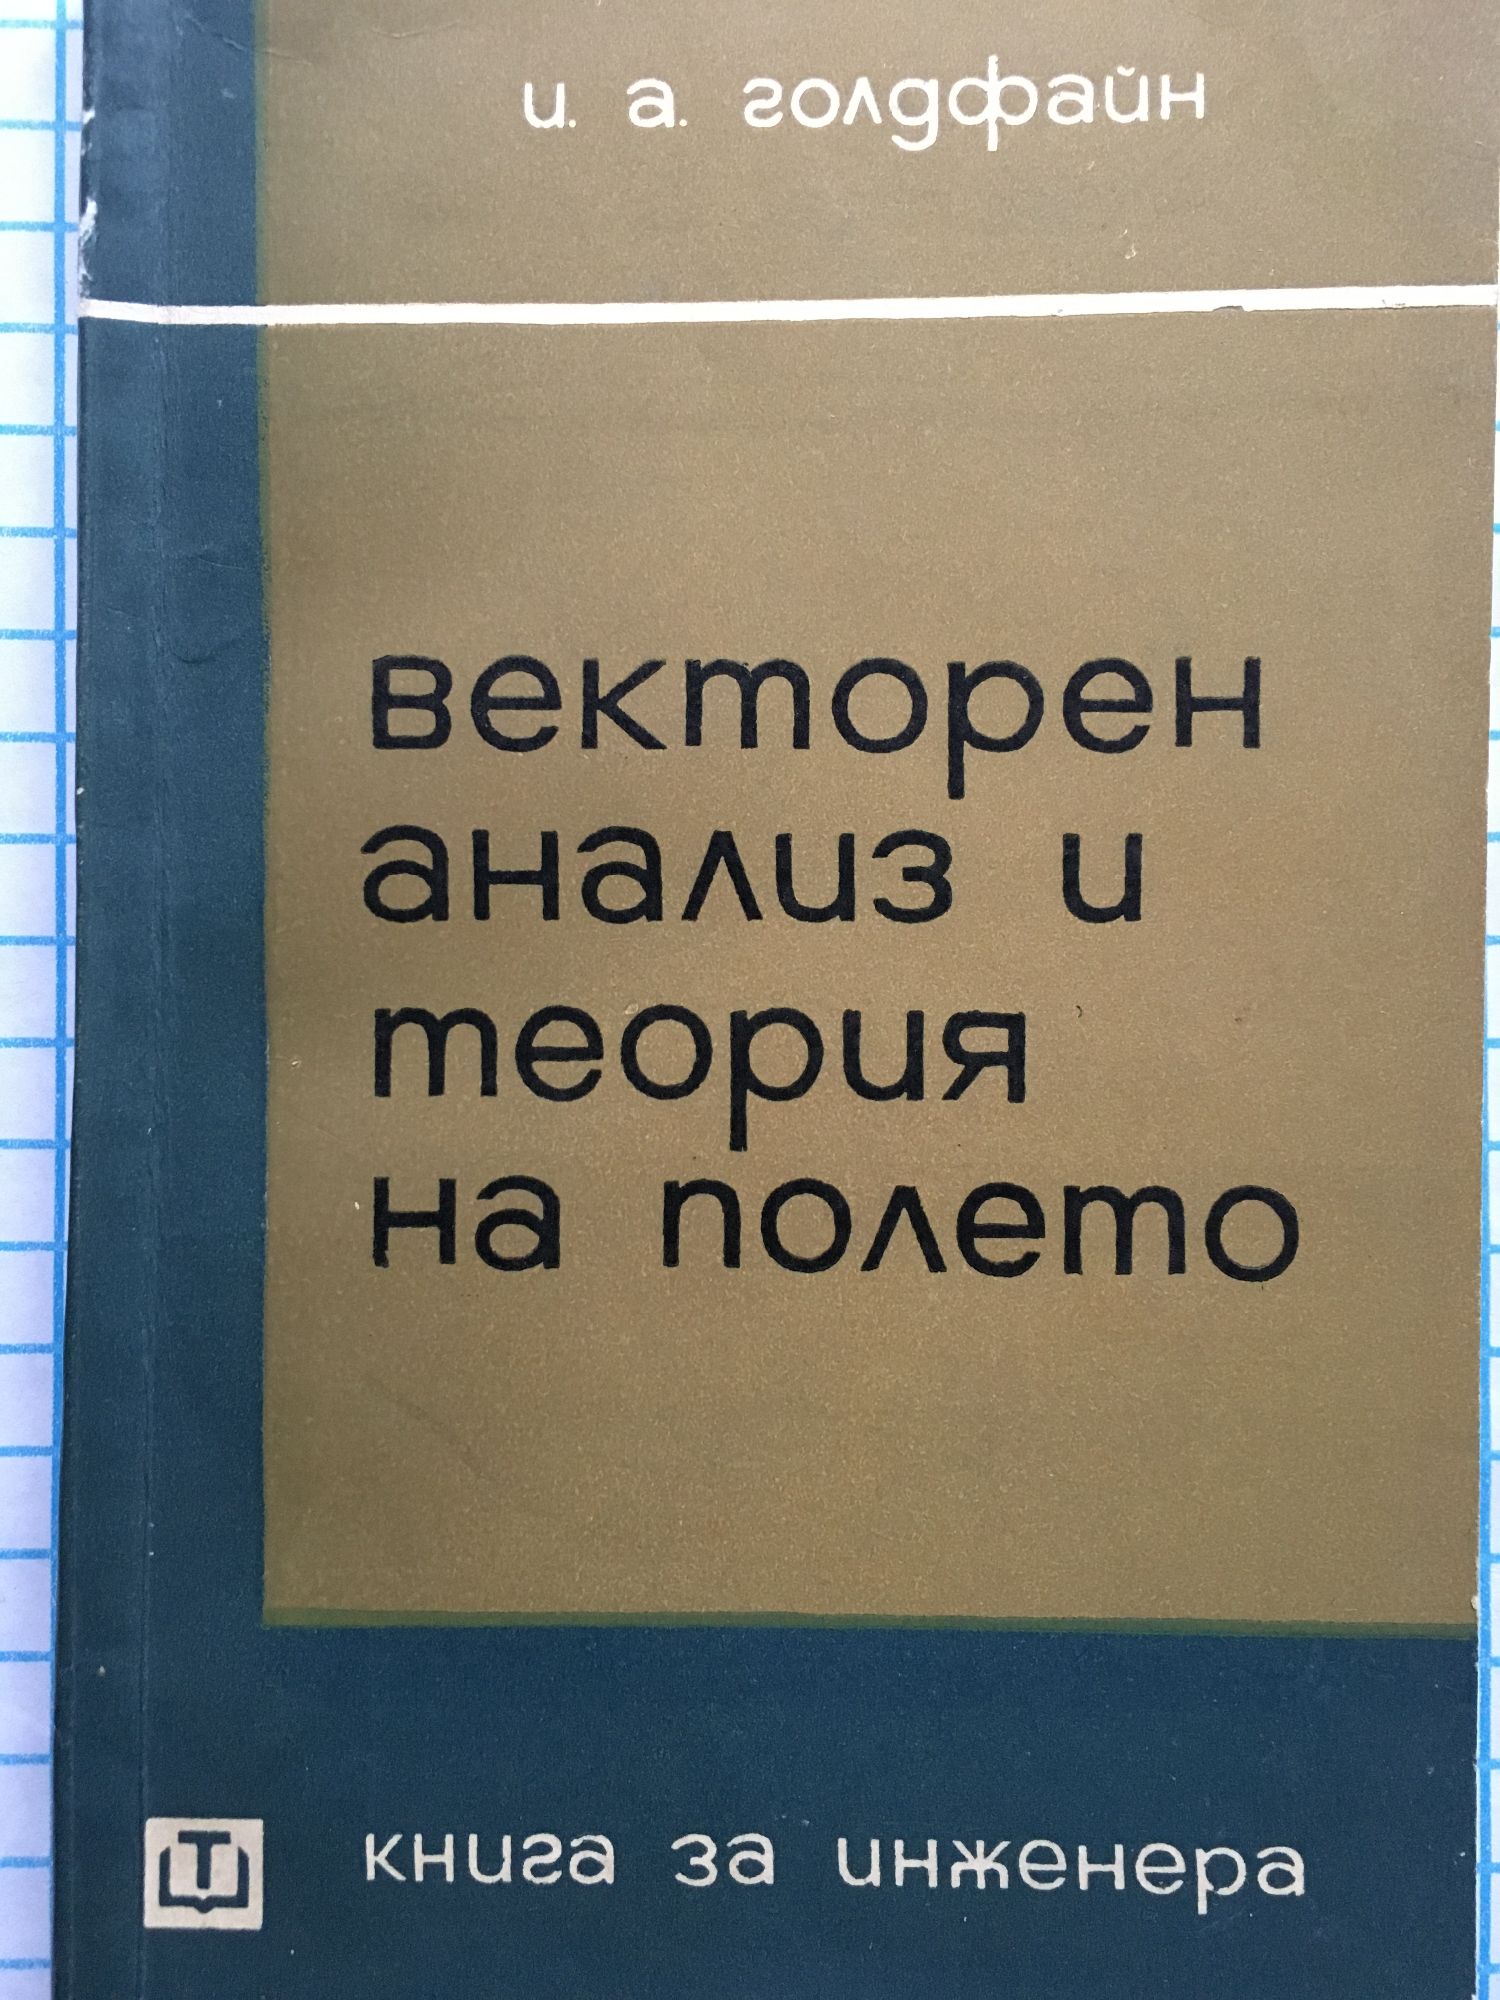 и. а. голдфайн
векторен
анализ и
теория
на полето
Т
книга за инженера